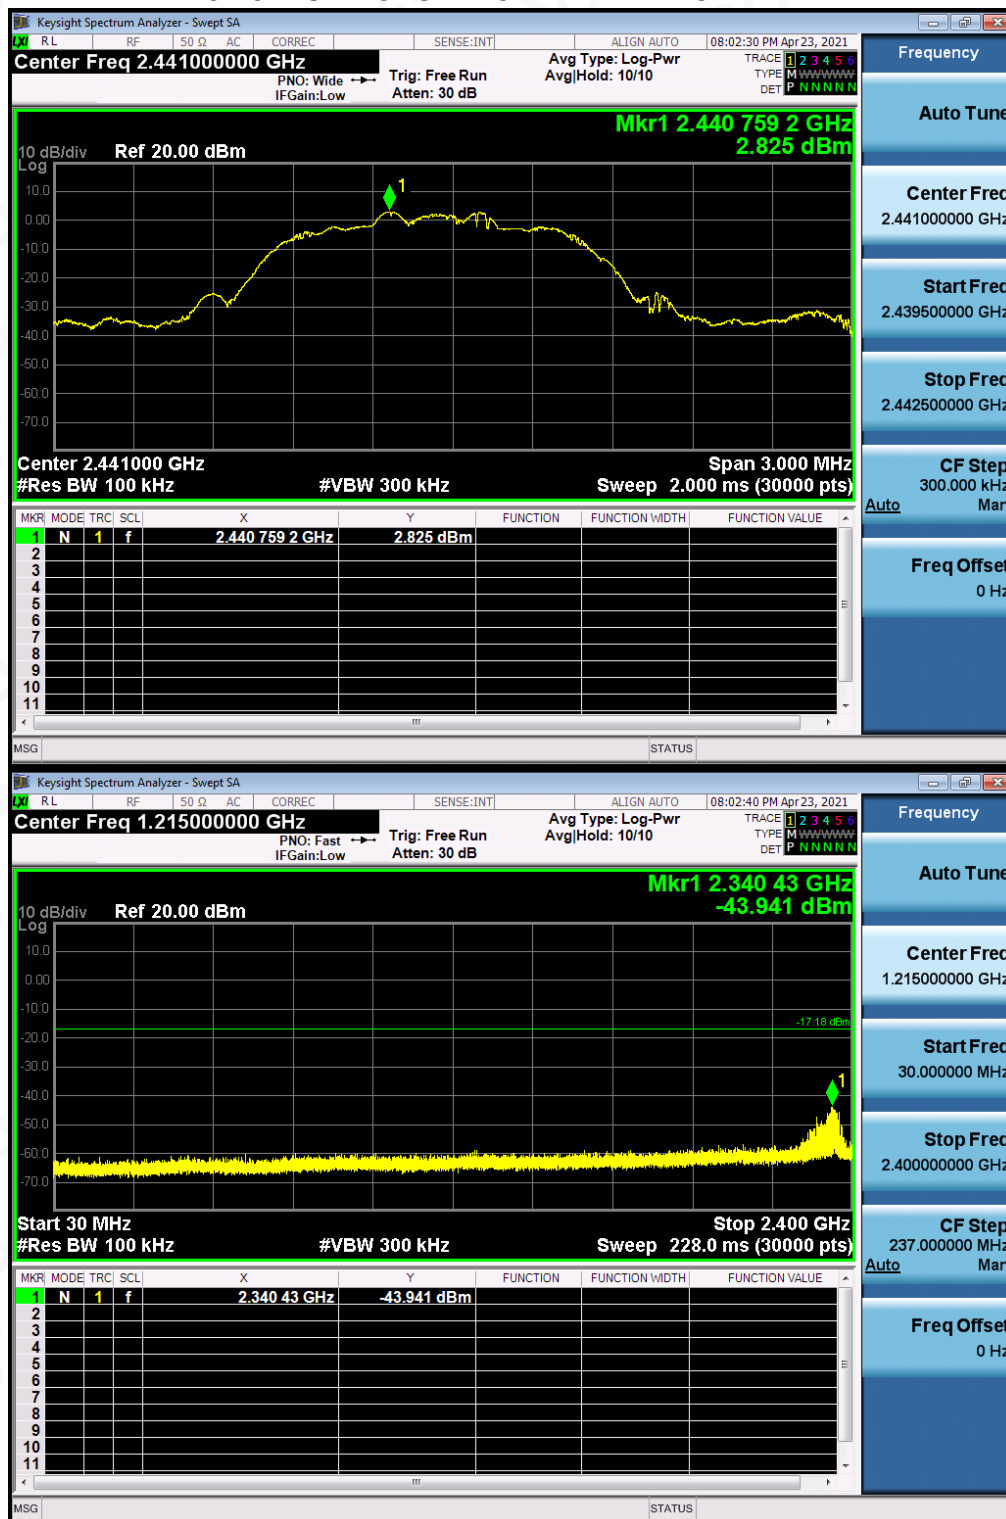 Keysight Spectrum Analyzer - Swept SA
LXI RL RF 50 Ω AC CORREC SENSE:INT ALIGN AUTO 08:02:30 PM Apr 23, 2021
Center Freq 2.441000000 GHz
PNO: Wide
IFGain:Low
Trig: Free Run
Atten: 30 dB
Avg Type: Log-Pwr
Avg|Hold: 10/10
TRACE 1 2 3 4 5 6
TYPE M WWWWW
DET P N N N N N
Mkr1 2.440 759 2 GHz
2.825 dBm
10 dB/div Ref 20.00 dBm
Log
10.0
0.00
-10.0
-20.0
-30.0
-40.0
-50.0
-60.0
-70.0
1
Center 2.441000 GHz Span 3.000 MHz
#Res BW 100 kHz #VBW 300 kHz Sweep 2.000 ms (30000 pts)
MKR MODE TRC SCL X Y FUNCTION FUNCTION WIDTH FUNCTION VALUE
1 N 1 f 2.440 759 2 GHz 2.825 dBm
2
3
4
5
6
7
8
9
10
11
MSG STATUS
Frequency
Auto Tune
Center Freq
2.441000000 GHz
Start Freq
2.439500000 GHz
Stop Freq
2.442500000 GHz
CF Step
300.000 kHz
Auto Man
Freq Offset
0 Hz
Keysight Spectrum Analyzer - Swept SA
LXI RL RF 50 Ω AC CORREC SENSE:INT ALIGN AUTO 08:02:40 PM Apr 23, 2021
Center Freq 1.215000000 GHz
PNO: Fast
IFGain:Low
Trig: Free Run
Atten: 30 dB
Avg Type: Log-Pwr
Avg|Hold: 10/10
TRACE 1 2 3 4 5 6
TYPE M WWWWW
DET P N N N N N
Mkr1 2.340 43 GHz
-43.941 dBm
10 dB/div Ref 20.00 dBm
Log
10.0
0.00
-10.0
-20.0
-30.0
-40.0
-50.0
-60.0
-70.0
-17.18 dBm
1
Start 30 MHz Stop 2.400 GHz
#Res BW 100 kHz #VBW 300 kHz Sweep 228.0 ms (30000 pts)
MKR MODE TRC SCL X Y FUNCTION FUNCTION WIDTH FUNCTION VALUE
1 N 1 f 2.340 43 GHz -43.941 dBm
2
3
4
5
6
7
8
9
10
11
MSG STATUS
Frequency
Auto Tune
Center Freq
1.215000000 GHz
Start Freq
30.000000 MHz
Stop Freq
2.400000000 GHz
CF Step
237.000000 MHz
Auto Man
Freq Offset
0 Hz